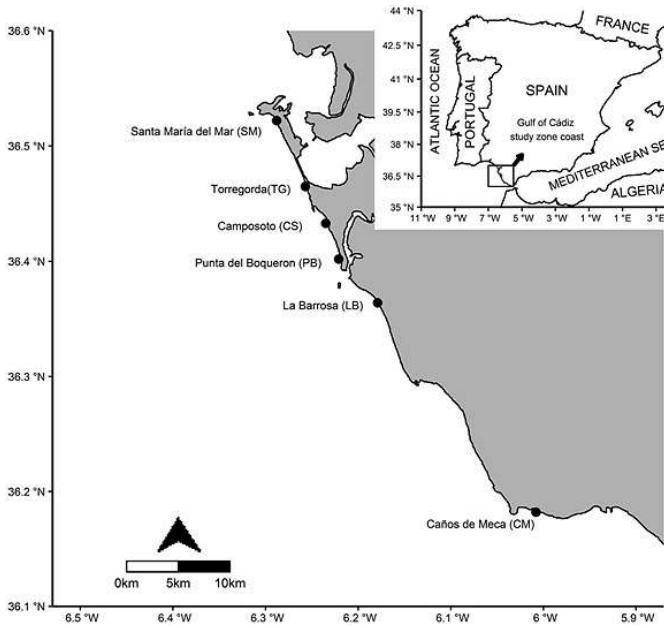 36.6 °N
36.5 °N
36.4 °N
36.3 °N
36.2 °N
36.1 °N
6.5 °W
6.4 °W
6.3 °W
6.2 °W
6.1 °W
6 °W
5.9 °W
Santa María del Mar (SM)
Torregorda(TG)
Camposoto (CS)
Punta del Boqueron (PB)
La Barrosa (LB)
Caños de Meca (CM)
0km
5km
10km
44 °N
42.5°N
41 °N
39.5°N
38 °N
36.5°N
35°N
11 °W
9°W
7°W
5°W
3°W
1°W
1°E
3°E
ATLANTIC OCEAN
PORTUGAL
SPAIN
FRANCE
Gulf of Cádiz
study zone coast
MEDITERRANEAN SE
ALGERIA